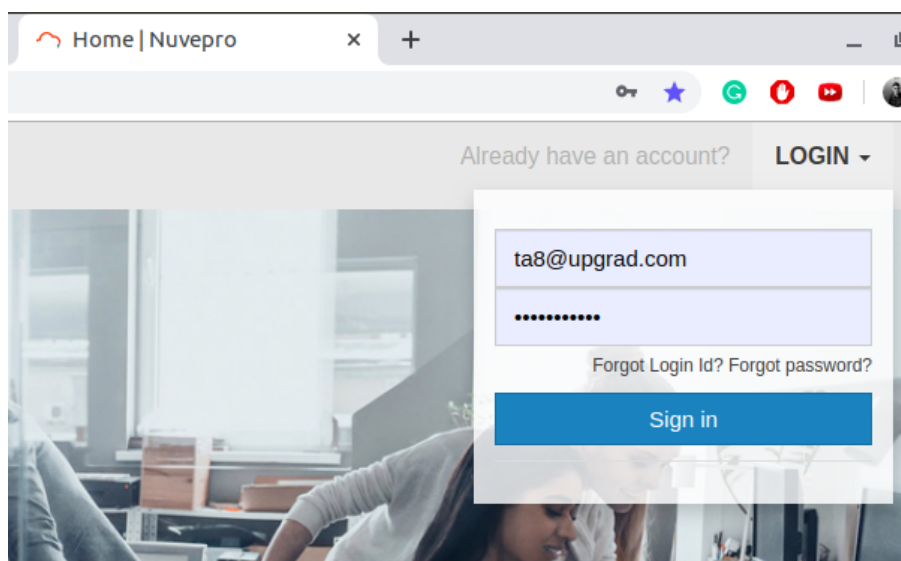 Home | Nuvepro
Already have an account? LOGIN
ta8@upgrad.com
•••••••••••
Forgot Login Id? Forgot password?
Sign in